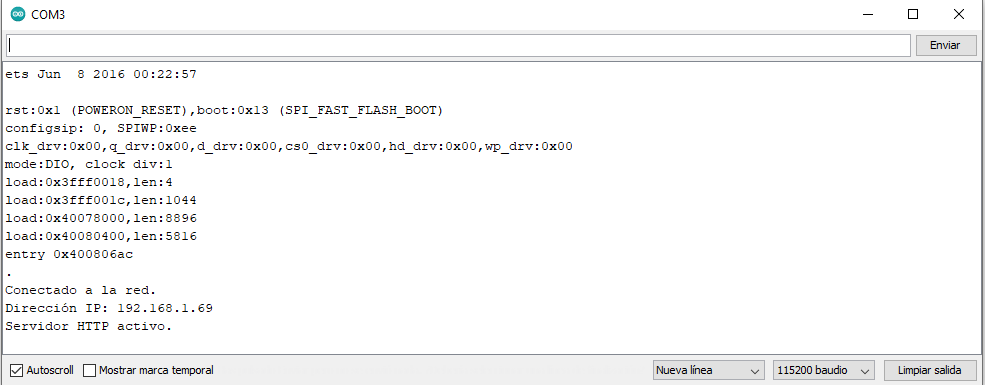 COM3
Enviar
ets Jun  8 2016 00:22:57
rst:0x1 (POWERON_RESET),boot:0x13 (SPI_FAST_FLASH_BOOT)
configsip: 0, SPIWP:0xee
clk_drv:0x00,q_drv:0x00,d_drv:0x00,cs0_drv:0x00,hd_drv:0x00,wp_drv:0x00
mode:DIO, clock div:1
load:0x3fff0018,len:4
load:0x3fff001c,len:1044
load:0x40078000,len:8896
load:0x40080400,len:5816
entry 0x400806ac
.
Conectado a la red.
Dirección IP: 192.168.1.69
Servidor HTTP activo.
Autoscroll Mostrar marca temporal Nueva línea 115200 baudio Limpiar salida